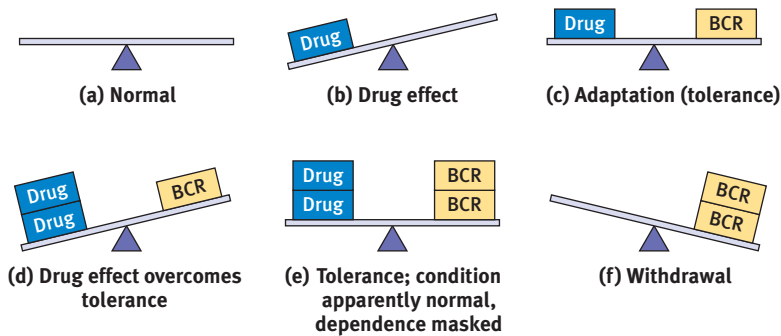 Drug
Drug BCR
(a) Normal
(b) Drug effect
(c) Adaptation (tolerance)
Drug
Drug
BCR
Drug
Drug
BCR
BCR
BCR
BCR
(d) Drug effect overcomes
tolerance
(e) Tolerance; condition
apparently normal,
dependence masked
(f) Withdrawal